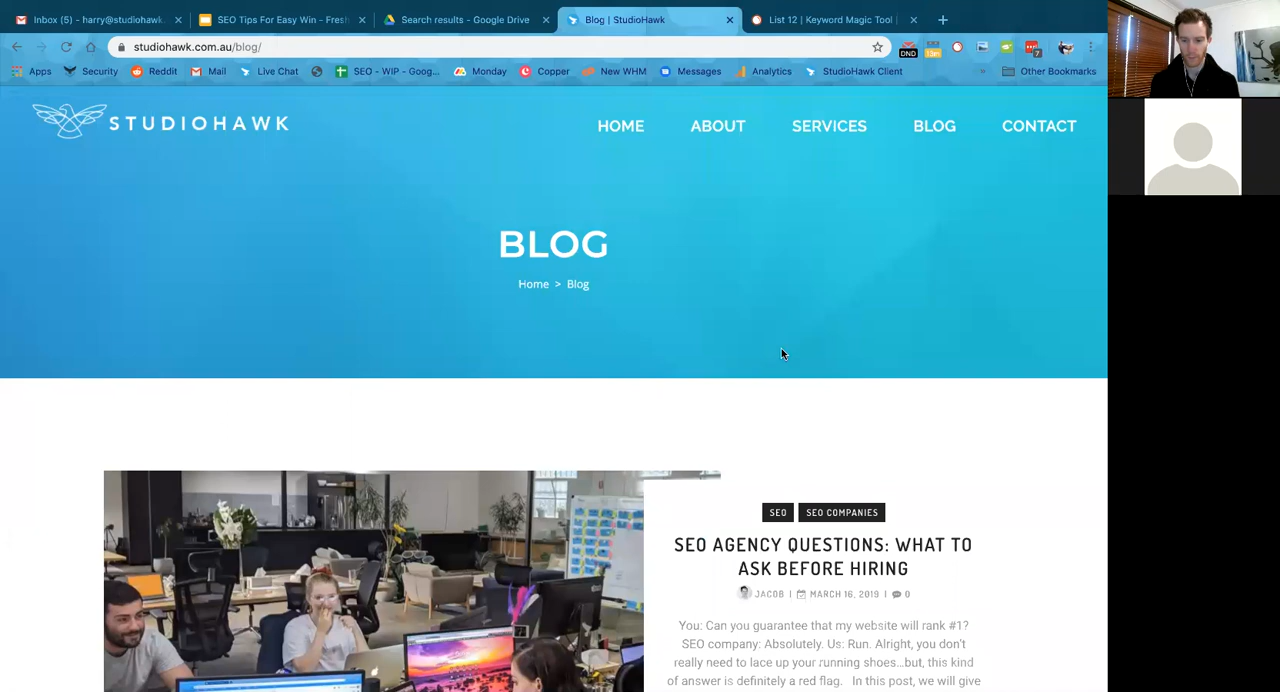 Inbox (5) - harry@studiohawk.
SEO Tips For Easy Win – Fresh
Search results - Google Drive
Blog | StudioHawk
List 12 | Keyword Magic Tool |
studiohawk.com.au/blog/
DND
13m
7
Apps
Security
Reddit
Mail
Live Chat
SEO - WIP - Goog...
Monday
Copper
New WHM
Messages
Analytics
StudioHawk Client
»
Other Bookmarks
STUDIOHAWK
HOME
ABOUT
SERVICES
BLOG
CONTACT
BLOG
Home > Blog
SEO
SEO COMPANIES
SEO AGENCY QUESTIONS: WHAT TO
ASK BEFORE HIRING
JACOB | MARCH 16, 2019 | 0
You: Can you guarantee that my website will rank #1?
SEO company: Absolutely. Us: Run. Alright, you don't
really need to lace up your running shoes...but, this kind
of answer is definitely a red flag. In this post, we will give